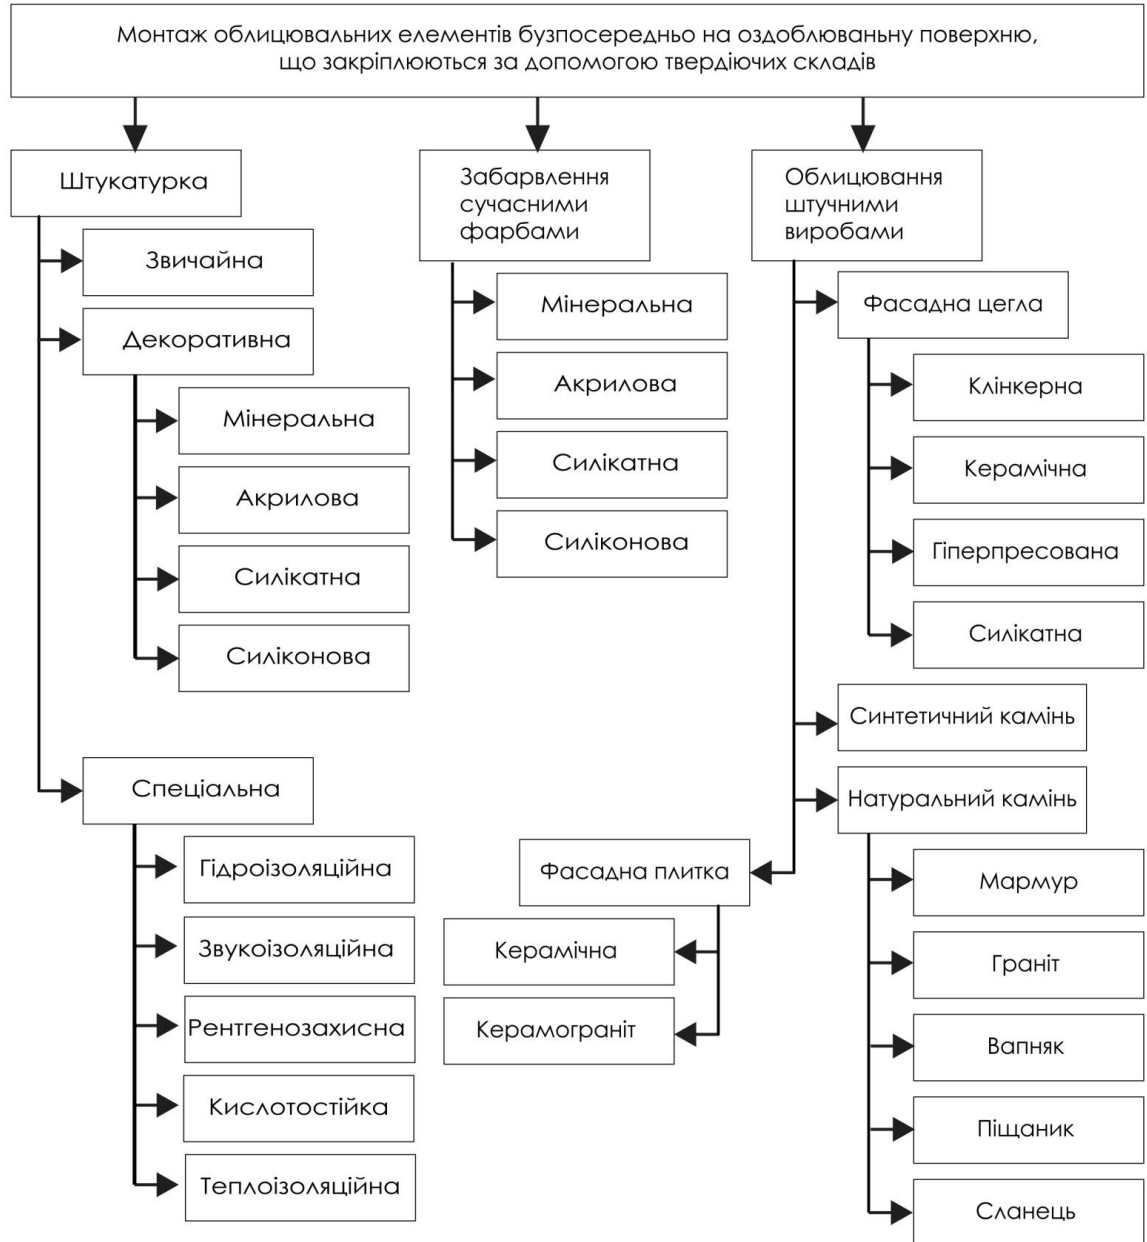 Монтаж облицювальних елементів бузпосередньо на оздоблюваньну поверхню,
що закріплюються за допомогою твердіючих складів
Штукатурка
Звичайна
Декоративна
Мінеральна
Акрилова
Силікатна
Силіконова
Спеціальна
Гідроізоляційна
Звукоізоляційна
Рентгенозахисна
Кислотостійка
Теплоізоляційна
Забарвлення
сучасними
фарбами
Мінеральна
Акрилова
Силікатна
Силіконова
Облицювання
штучними
виробами
Фасадна цегла
Клінкерна
Керамічна
Гіперпресована
Силікатна
Синтетичний камінь
Натуральний камінь
Мармур
Граніт
Вапняк
Піщаник
Сланець
Фасадна плитка
Керамічна
Керамограніт